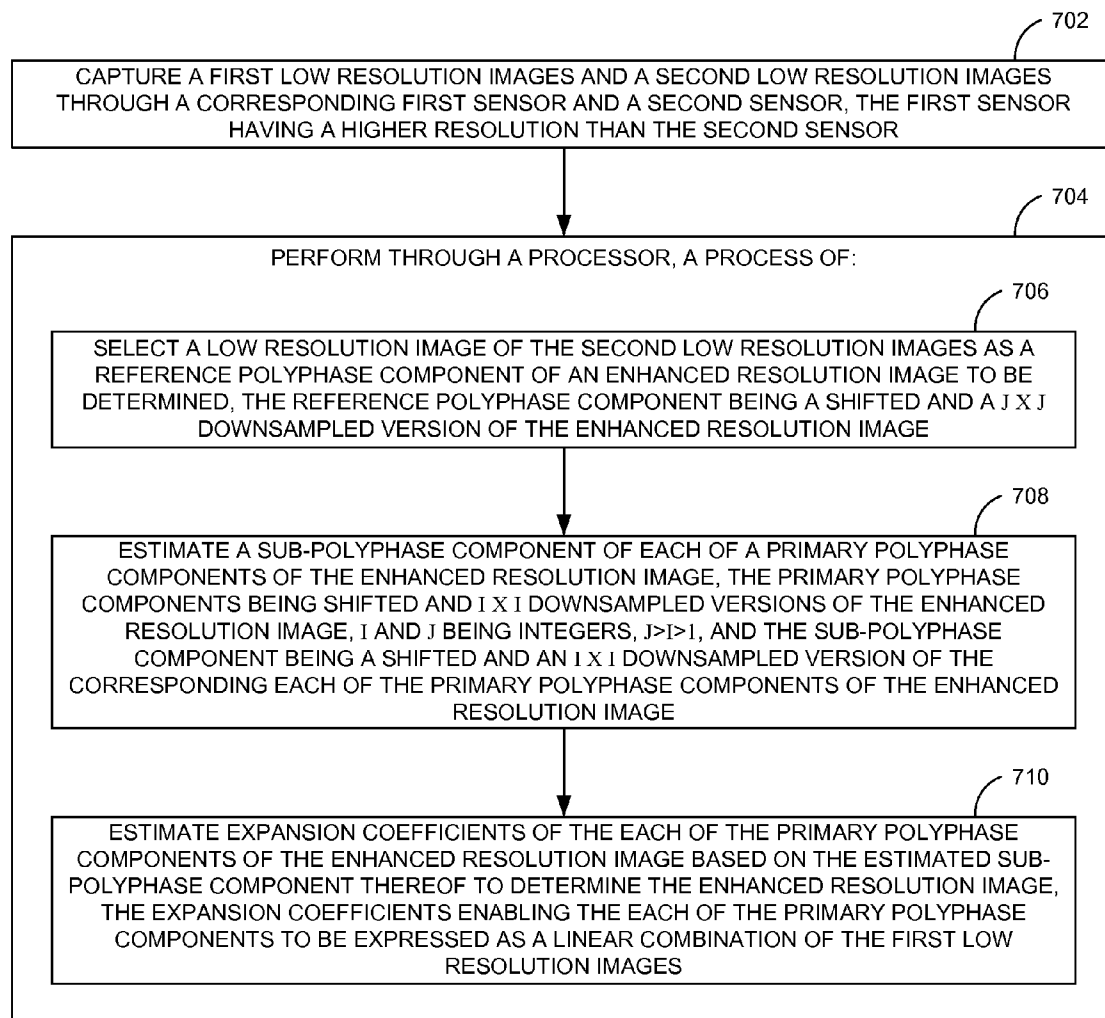 702
CAPTURE A FIRST LOW RESOLUTION IMAGES AND A SECOND LOW RESOLUTION IMAGES
THROUGH A CORRESPONDING FIRST SENSOR AND A SECOND SENSOR, THE FIRST SENSOR
HAVING A HIGHER RESOLUTION THAN THE SECOND SENSOR
704
PERFORM THROUGH A PROCESSOR, A PROCESS OF:
706
SELECT A LOW RESOLUTION IMAGE OF THE SECOND LOW RESOLUTION IMAGES AS A
REFERENCE POLYPHASE COMPONENT OF AN ENHANCED RESOLUTION IMAGE TO BE
DETERMINED, THE REFERENCE POLYPHASE COMPONENT BEING A SHIFTED AND A J X J
DOWNSAMPLED VERSION OF THE ENHANCED RESOLUTION IMAGE
708
ESTIMATE A SUB-POLYPHASE COMPONENT OF EACH OF A PRIMARY POLYPHASE
COMPONENTS OF THE ENHANCED RESOLUTION IMAGE, THE PRIMARY POLYPHASE
COMPONENTS BEING SHIFTED AND I X I DOWNSAMPLED VERSIONS OF THE ENHANCED
RESOLUTION IMAGE, I AND J BEING INTEGERS, J>I>1, AND THE SUB-POLYPHASE
COMPONENT BEING A SHIFTED AND AN I X I DOWNSAMPLED VERSION OF THE
CORRESPONDING EACH OF THE PRIMARY POLYPHASE COMPONENTS OF THE ENHANCED
RESOLUTION IMAGE
710
ESTIMATE EXPANSION COEFFICIENTS OF THE EACH OF THE PRIMARY POLYPHASE
COMPONENTS OF THE ENHANCED RESOLUTION IMAGE BASED ON THE ESTIMATED SUB-
POLYPHASE COMPONENT THEREOF TO DETERMINE THE ENHANCED RESOLUTION IMAGE,
THE EXPANSION COEFFICIENTS ENABLING THE EACH OF THE PRIMARY POLYPHASE
COMPONENTS TO BE EXPRESSED AS A LINEAR COMBINATION OF THE FIRST LOW
RESOLUTION IMAGES